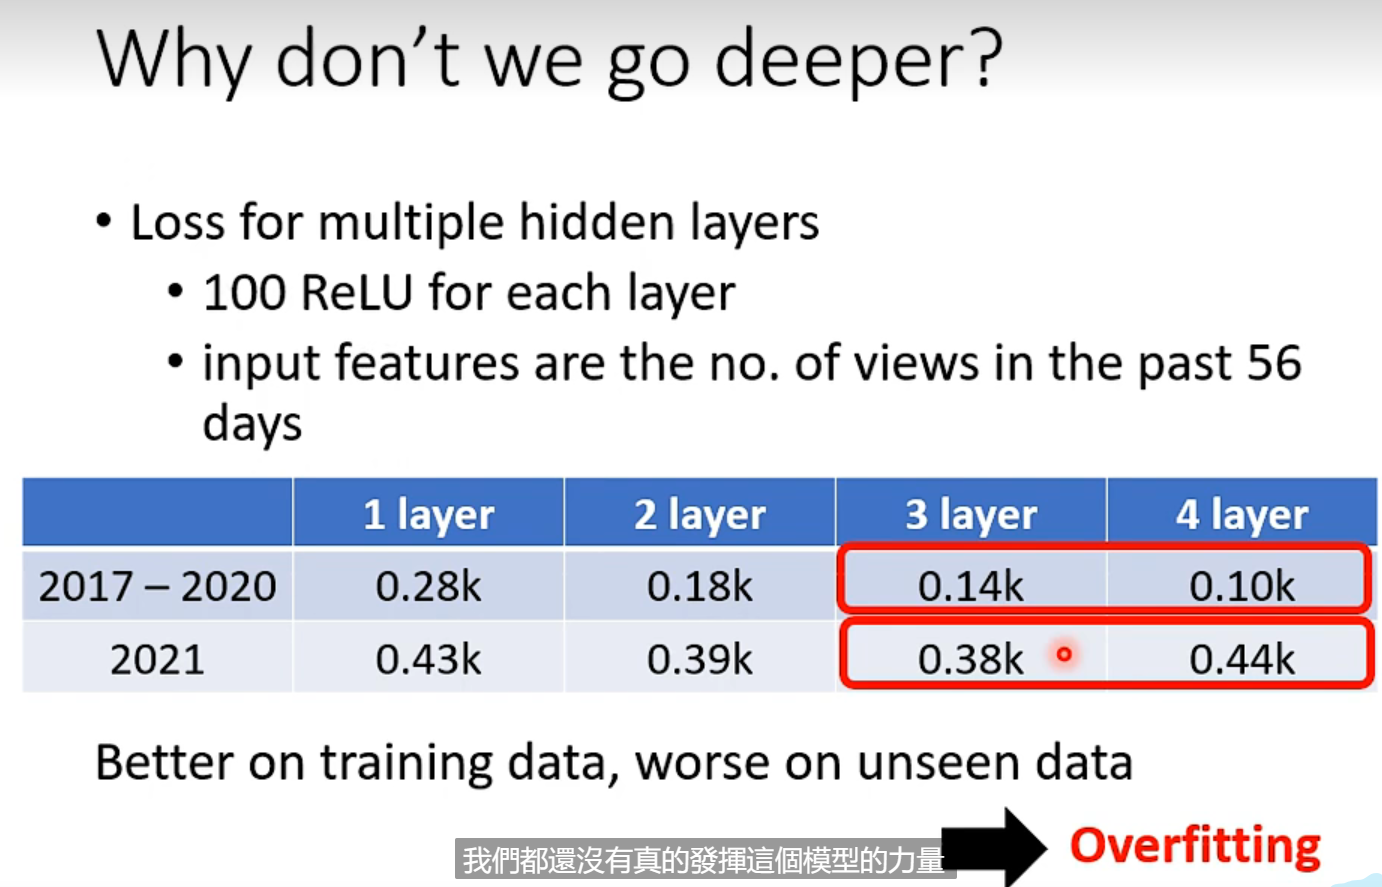 Why don’t we go deeper?
• Loss for multiple hidden layers
• 100 ReLU for each layer
• input features are the no. of views in the past 56
days
1 layer 2 layer 3 layer 4 layer
2017 – 2020 0.28k 0.18k 0.14k 0.10k
2021 0.43k 0.39k 0.38k 0.44k
Better on training data, worse on unseen data
Overfitting
我們都還沒有真的發揮這個模型的力量